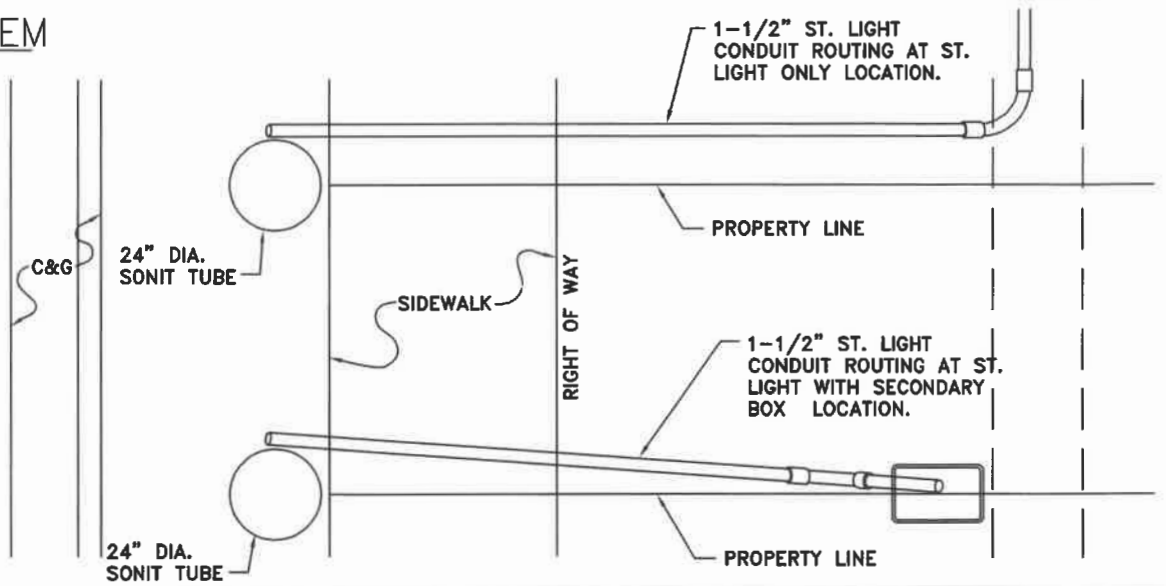 EM
1-1/2" ST. LIGHT
CONDUIT ROUTING AT ST.
LIGHT ONLY LOCATION.
PROPERTY LINE
24" DIA.
SONIT TUBE
C&G
SIDEWALK
RIGHT OF WAY
1-1/2" ST. LIGHT
CONDUIT ROUTING AT ST.
LIGHT WITH SECONDARY
BOX LOCATION.
24" DIA.
SONIT TUBE
PROPERTY LINE